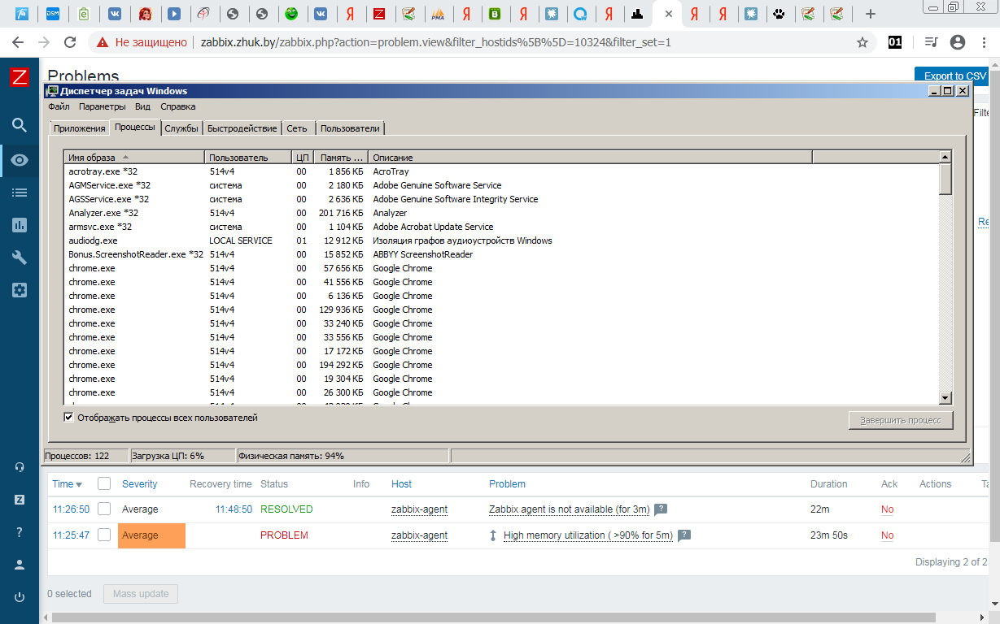 DSM
PMA
Не защищено
zabbix.zhuk.by/zabbix.php?action=problem.view&filter_hostids%5B%5D=10324&filter_set=1
01
Problems
Export to CSV
Диспетчер задач Windows
Файл Параметры Вид Справка
Приложения Процессы Службы Быстродействие Сеть Пользователи
Имя образа Пользователь ЦП Память ... Описание
acrotray.exe *32 514v4 00 1 856 КБ AcroTray
AGMService.exe *32 система 00 2 180 КБ Adobe Genuine Software Service
AGSService.exe *32 система 00 2 636 КБ Adobe Genuine Software Integrity Service
Analyzer.exe *32 514v4 00 201 716 КБ Analyzer
armsvc.exe *32 система 00 1 104 КБ Adobe Acrobat Update Service
audiodg.exe LOCAL SERVICE 01 12 912 КБ Изоляция графов аудиоустройств Windows
Bonus.ScreenshotReader.exe *32 514v4 00 15 852 КБ ABBYY ScreenshotReader
chrome.exe 514v4 00 57 656 КБ Google Chrome
chrome.exe 514v4 00 41 556 КБ Google Chrome
chrome.exe 514v4 00 6 136 КБ Google Chrome
chrome.exe 514v4 00 129 936 КБ Google Chrome
chrome.exe 514v4 00 33 240 КБ Google Chrome
chrome.exe 514v4 00 33 556 КБ Google Chrome
chrome.exe 514v4 00 17 172 КБ Google Chrome
chrome.exe 514v4 00 194 292 КБ Google Chrome
chrome.exe 514v4 00 19 304 КБ Google Chrome
chrome.exe 514v4 00 26 300 КБ Google Chrome
Отображать процессы всех пользователей
Завершить процесс
Процессов: 122 Загрузка ЦП: 6% Физическая память: 94%
Time Severity Recovery time Status Info Host Problem Duration Ack Actions
11:26:50 Average 11:48:50 RESOLVED zabbix-agent Zabbix agent is not available (for 3m) ? 22m No
11:25:47 Average PROBLEM zabbix-agent High memory utilization ( >90% for 5m) ? 23m 50s No
Displaying 2 of 2
0 selected Mass update